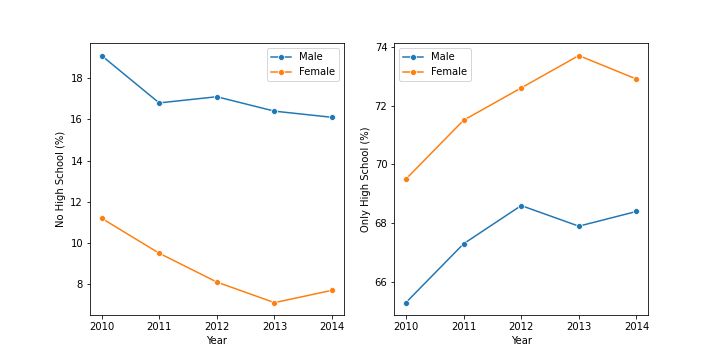 Male
Female
18
16
14
12
10
8
No High School (%)
2010 2011 2012 2013 2014
Year
Male
Female
74
72
70
68
66
Only High School (%)
2010 2011 2012 2013 2014
Year